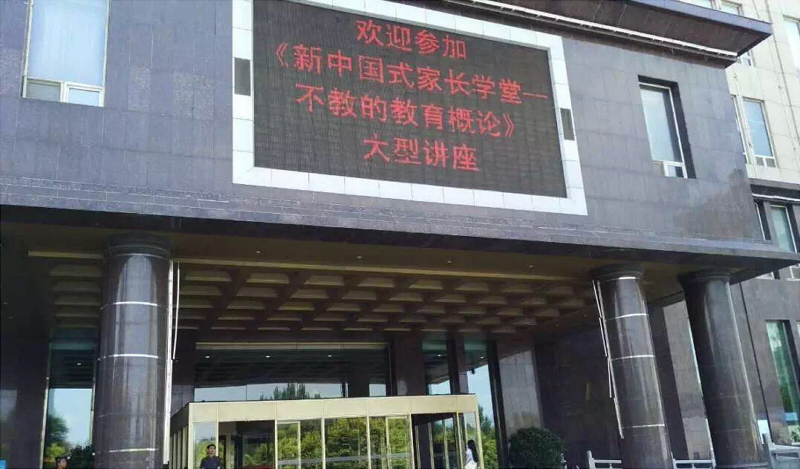 欢迎参加
《新中国式家长学堂—
不教的教育概论》
大型讲座